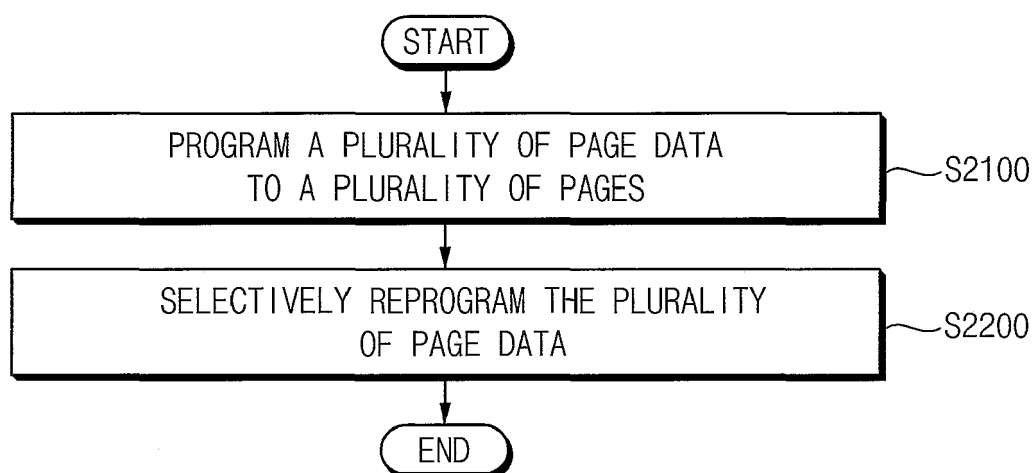 START
PROGRAM A PLURALITY OF PAGE DATA
TO A PLURALITY OF PAGES
S2100
SELECTIVELY REPROGRAM THE PLURALITY
OF PAGE DATA
S2200
END